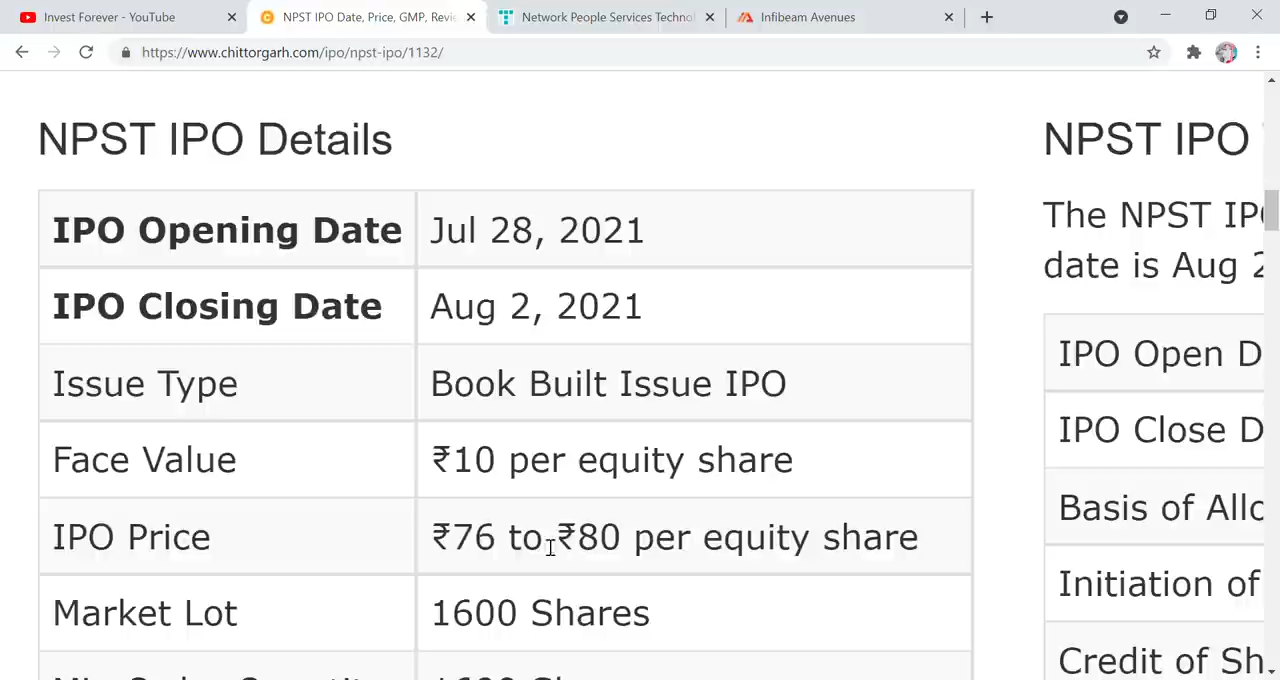 Invest Forever - YouTube
NPST IPO Date, Price, GMP, Revi
Network People Services Technol
Infibeam Avenues
https://www.chittorgarh.com/ipo/npst-ipo/1132/
NPST IPO Details
IPO Opening Date Jul 28, 2021
IPO Closing Date Aug 2, 2021
Issue Type Book Built Issue IPO
Face Value ₹10 per equity share
IPO Price ₹76 to ₹80 per equity share
Market Lot 1600 Shares
NPST IPO
The NPST IPO
date is Aug 2
IPO Open D
IPO Close D
Basis of Allo
Initiation of
Credit of Sh